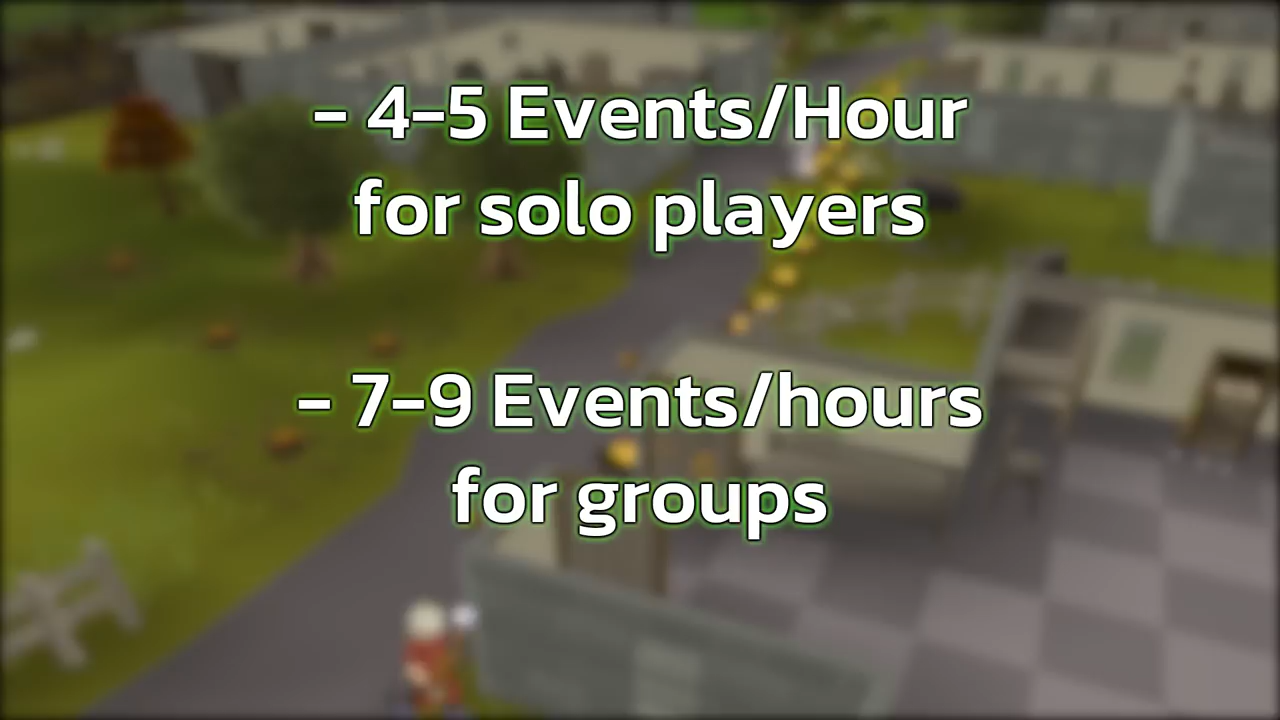 - 4-5 Events/Hour
for solo players
- 7-9 Events/hours
for groups